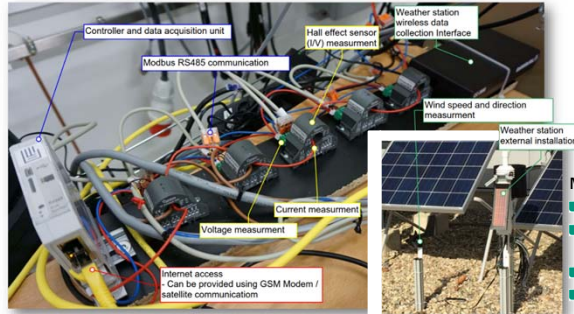 Controller and data acquisition unit
Modbus RS485 communication
Hall effect sensor
(I/V) measurment
Weather station
wireless data
collection Interface
Wind speed and direction
measurment
Weather station
external installation
Current measurment
Voltage measurment
Internet access
- Can be provided using GSM Modem /
satellite communicatiom